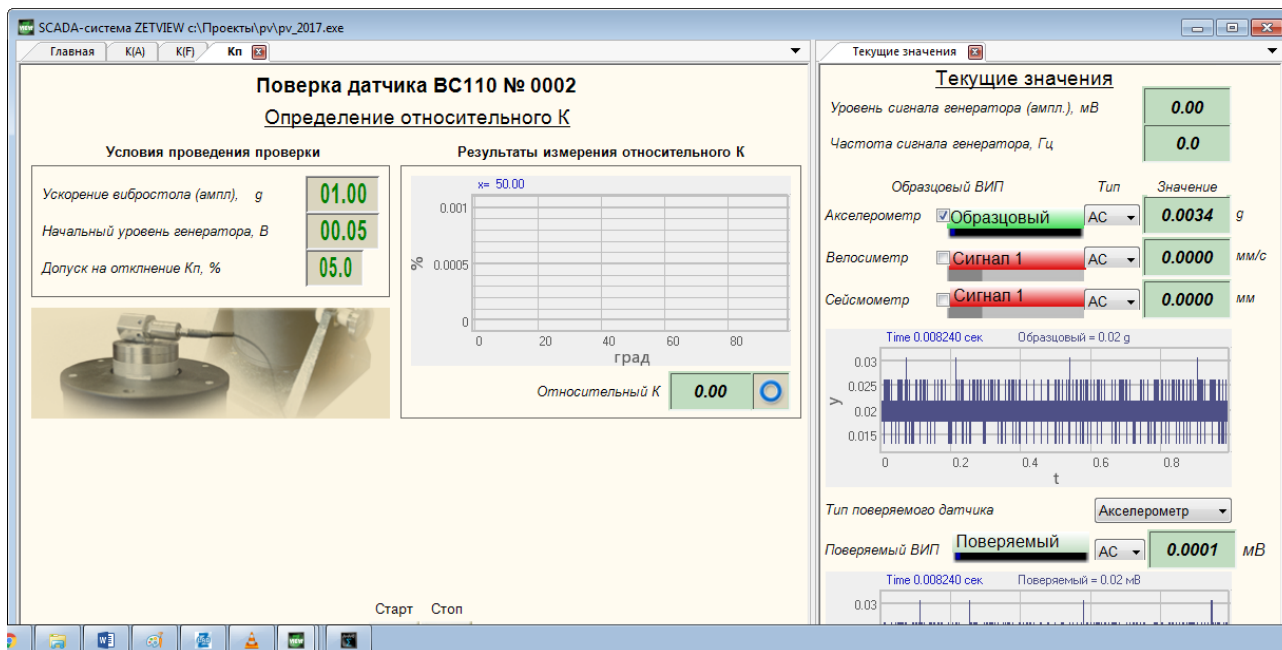 SCADA-система ZETVIEW c:\Проекты\pv\pv_2017.exe
Главная K(A) K(F) Кп
Поверка датчика ВС110 № 0002
Определение относительного К
Условия проведения проверки
Ускорение вибростола (ампл), g 01.00
Начальный уровень генератора, В 00.05
Допуск на отклнение Кп, % 05.0
Результаты измерения относительного К
x= 50.00
0.001
0.0005
0
%
0 20 40 60 80
град
Относительный К 0.00
Старт Стоп
Текущие значения
Текущие значения
Уровень сигнала генератора (ампл.), мВ 0.00
Частота сигнала генератора, Гц 0.0
Образцовый ВИП Тип Значение
Акселерометр Образцовый AC 0.0034 g
Велосиметр Сигнал 1 AC 0.0000 мм/с
Сейсмометр Сигнал 1 AC 0.0000 мм
Time 0.008240 сек Образцовый = 0.02 g
0.03
0.025
0.02
0.015
y
0 0.2 0.4 0.6 0.8
t
Тип поверяемого датчика Акселерометр
Поверяемый ВИП Поверяемый AC 0.0001 мВ
Time 0.008240 сек Поверяемый = 0.02 мВ
0.03